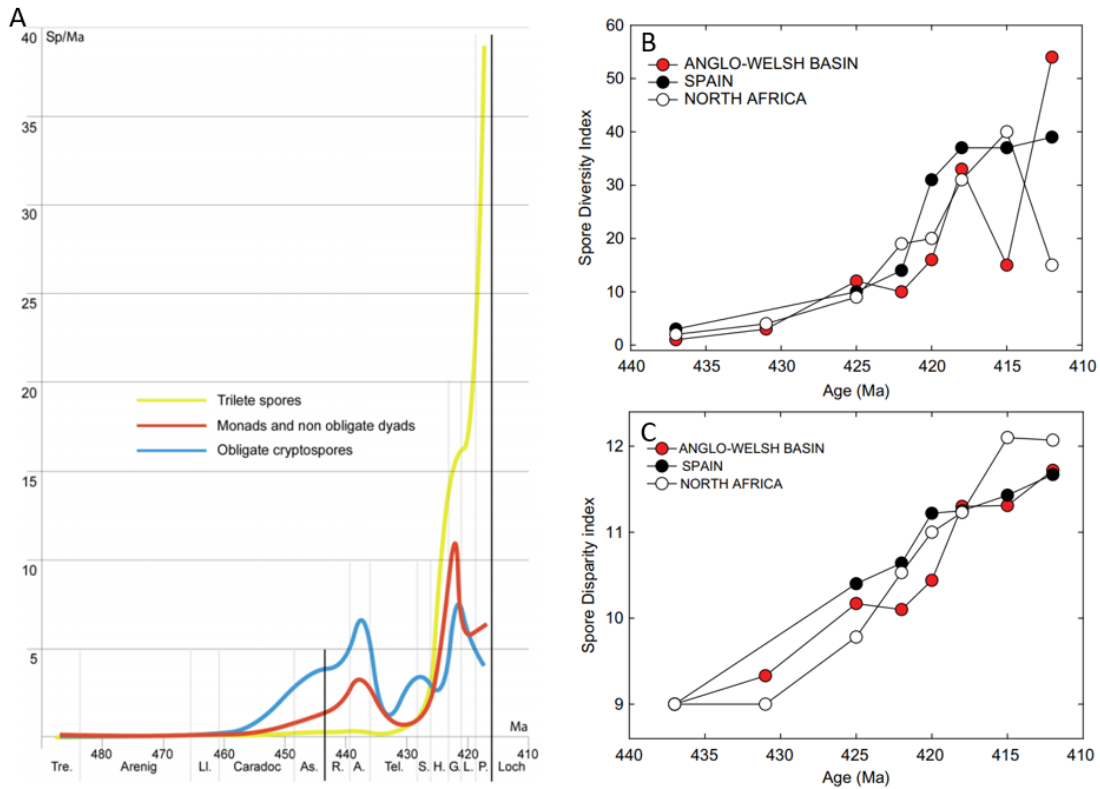 A
Sp/Ma
40
35
30
25
20
15
10
5
Trilete spores
Monads and non obligate dyads
Obligate cryptospores
Ma
480 470 460 450 440 430 420 410
Tre. Arenig Ll. Caradoc As. R. A. Tel. S. H. G. L. P. Loch
B
ANGLO-WELSH BASIN
SPAIN
NORTH AFRICA
Spore Diversity Index
60
50
40
30
20
10
0
440 435 430 425 420 415 410
Age (Ma)
C
ANGLO-WELSH BASIN
SPAIN
NORTH AFRICA
Spore Disparity index
12
11
10
9
440 435 430 425 420 415 410
Age (Ma)